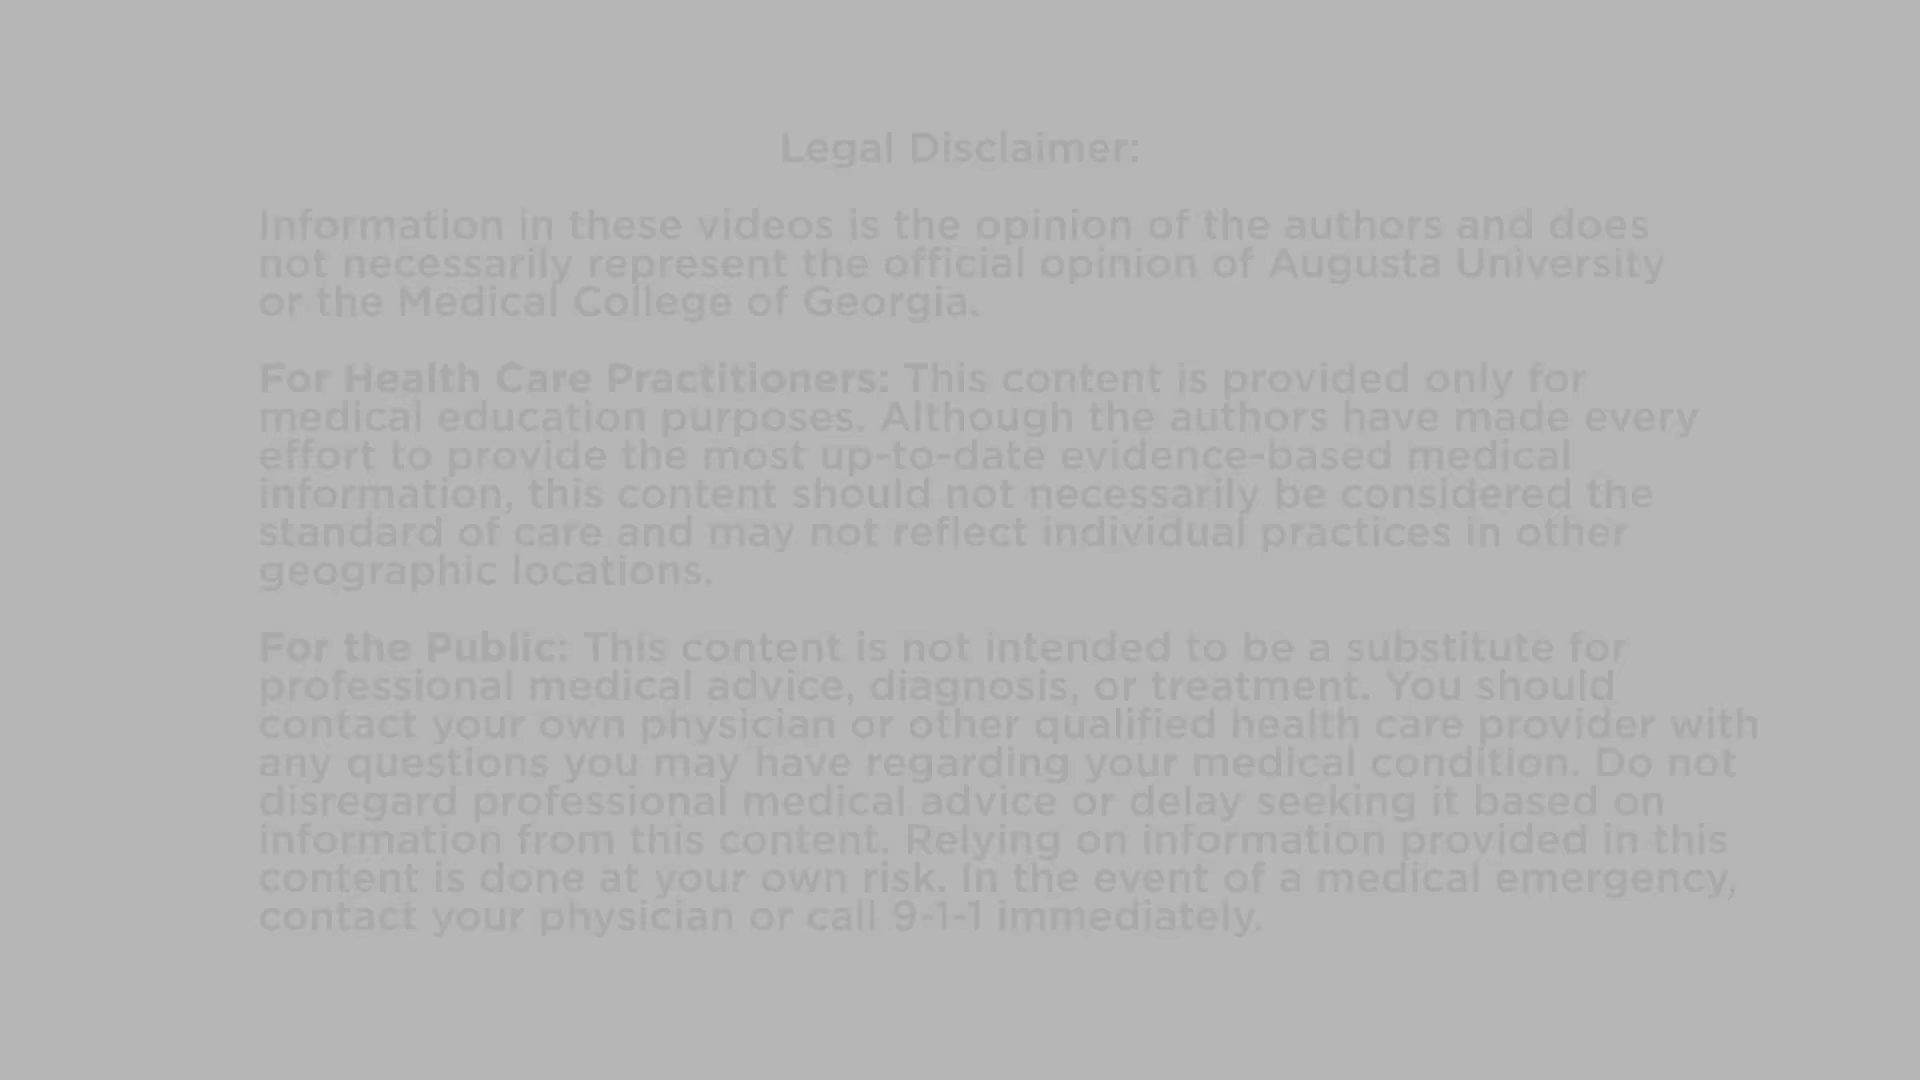 Legal Disclaimer:
Information in these videos is the opinion of the authors and does
not necessarily represent the official opinion of Augusta University
or the Medical College of Georgia.
For Health Care Practitioners: This content is provided only for
medical education purposes. Although the authors have made every
effort to provide the most up-to-date evidence-based medical
information, this content should not necessarily be considered the
standard of care and may not reflect individual practices in other
geographic locations.
For the Public: This content is not intended to be a substitute for
professional medical advice, diagnosis, or treatment. You should
contact your own physician or other qualified health care provider with
any questions you may have regarding your medical condition. Do not
disregard professional medical advice or delay seeking it based on
information from this content. Relying on information provided in this
content is done at your own risk. In the event of a medical emergency,
contact your physician or call 9-1-1 immediately.